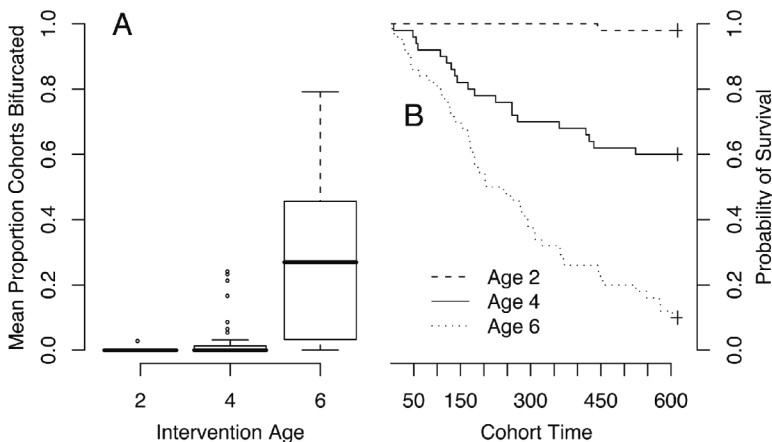 A
Mean Proportion Cohorts Bifurcated
1.0
0.8
0.6
0.4
0.2
0.0
2 4 6
Intervention Age
B
Age 2
Age 4
Age 6
50 150 300 450 600
Cohort Time
1.0
0.8
0.6
0.4
0.2
0.0
Probability of Survival